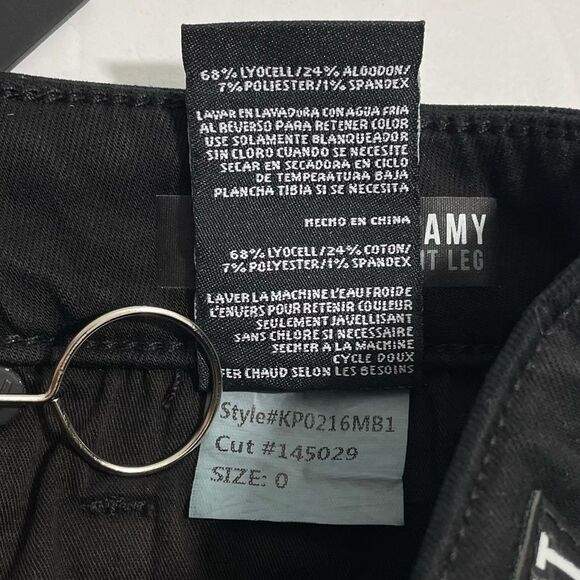 68% LYOCELL/24% ALGODON/
7% POLIESTER/1% SPANDEX
LAVAR EN LAVADORA CON AGUA FRIA
AL REVERSO PARA RETENER COLOR
USE SOLAMENTE BLANQUEADOR
SIN CLORO CUANDO SE NECESITE
SECAR EN SECADORA EN CICLO
DE TEMPERATURA BAJA
PLANCHA TIBIA SI SE NECESITA
HECHO EN CHINA
68% LYOCELL/24% COTON/
7% POLYESTER/1% SPANDEX
LAVER LA MACHINE L'EAU FROIDE
L'ENVERS POUR RETENIR COULEUR
SEULEMENT JAVELLISANT
SANS CHLORE SI NECESSAIRE
SECHER A LA MACHINE
CYCLE DOUX
FER CHAUD SELON LES BESOINS
AMY
T LEG
Style#KP0216MB1
Cut #145029
SIZE: 0